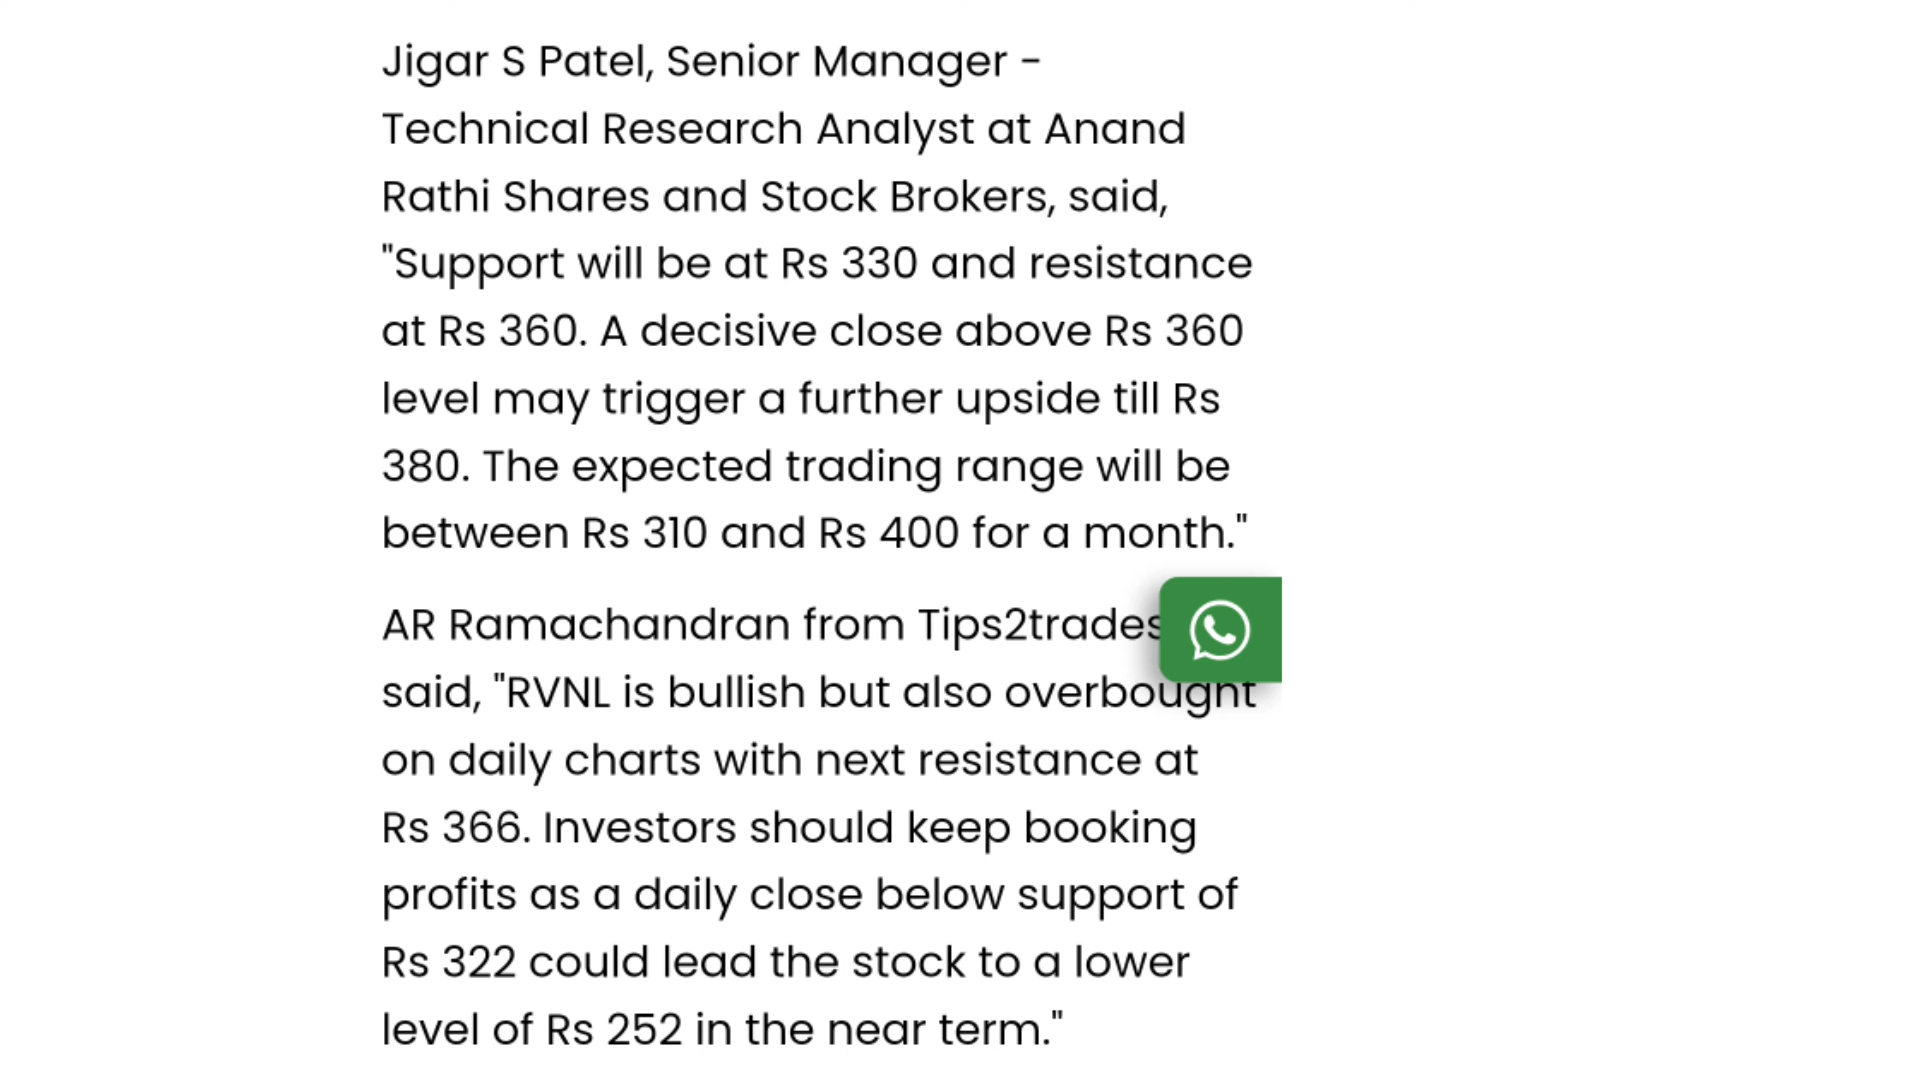 Jigar S Patel, Senior Manager -
Technical Research Analyst at Anand
Rathi Shares and Stock Brokers, said,
"Support will be at Rs 330 and resistance
at Rs 360. A decisive close above Rs 360
level may trigger a further upside till Rs
380. The expected trading range will be
between Rs 310 and Rs 400 for a month."
AR Ramachandran from Tips2trades
said, "RVNL is bullish but also overbought
on daily charts with next resistance at
Rs 366. Investors should keep booking
profits as a daily close below support of
Rs 322 could lead the stock to a lower
level of Rs 252 in the near term."